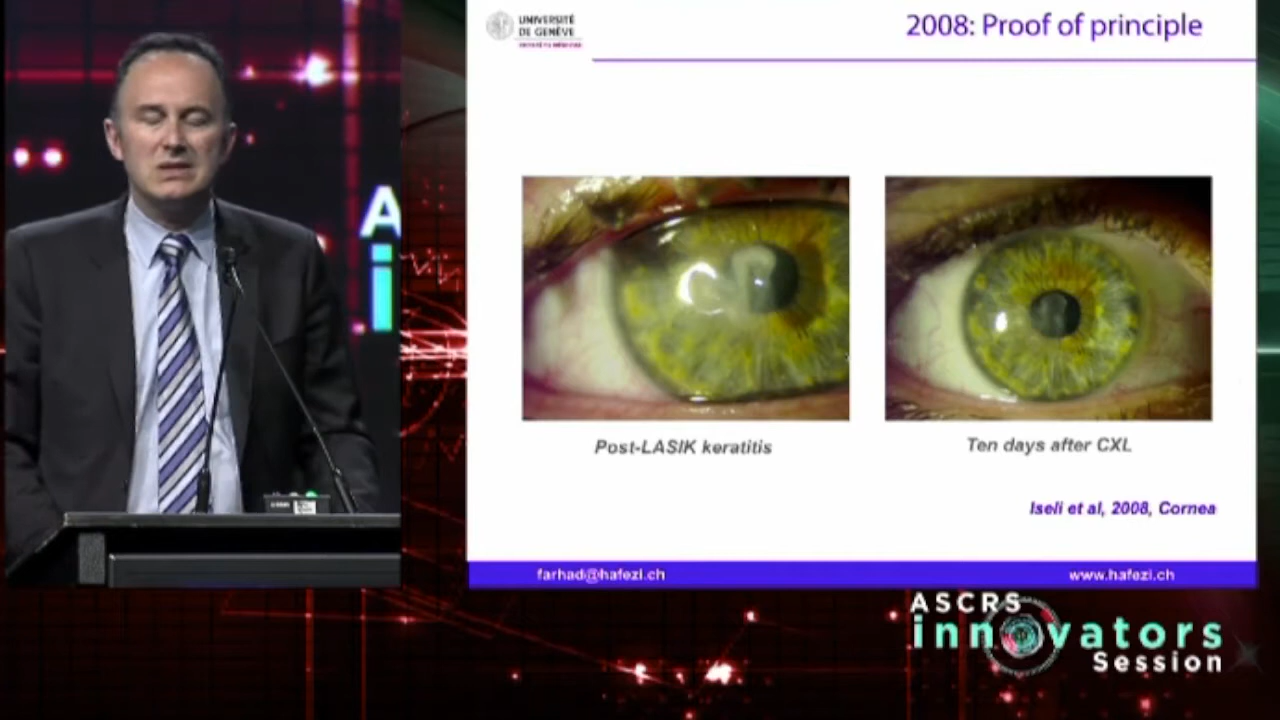 UNIVERSITÉ
DE GENÈVE
2008: Proof of principle
A
i
Post-LASIK keratitis
Ten days after CXL
Iseli et al, 2008, Cornea
farhad@hafezi.ch
www.hafezi.ch
ASCRS
innovators
Session